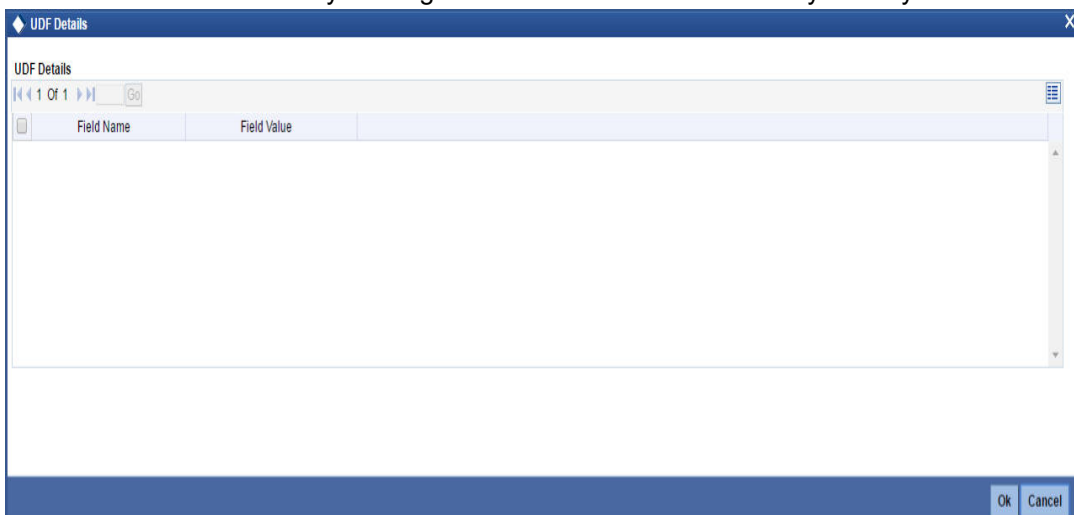 UDF Details X
UDF Details
1 Of 1 Go
Field Name Field Value
Ok Cancel